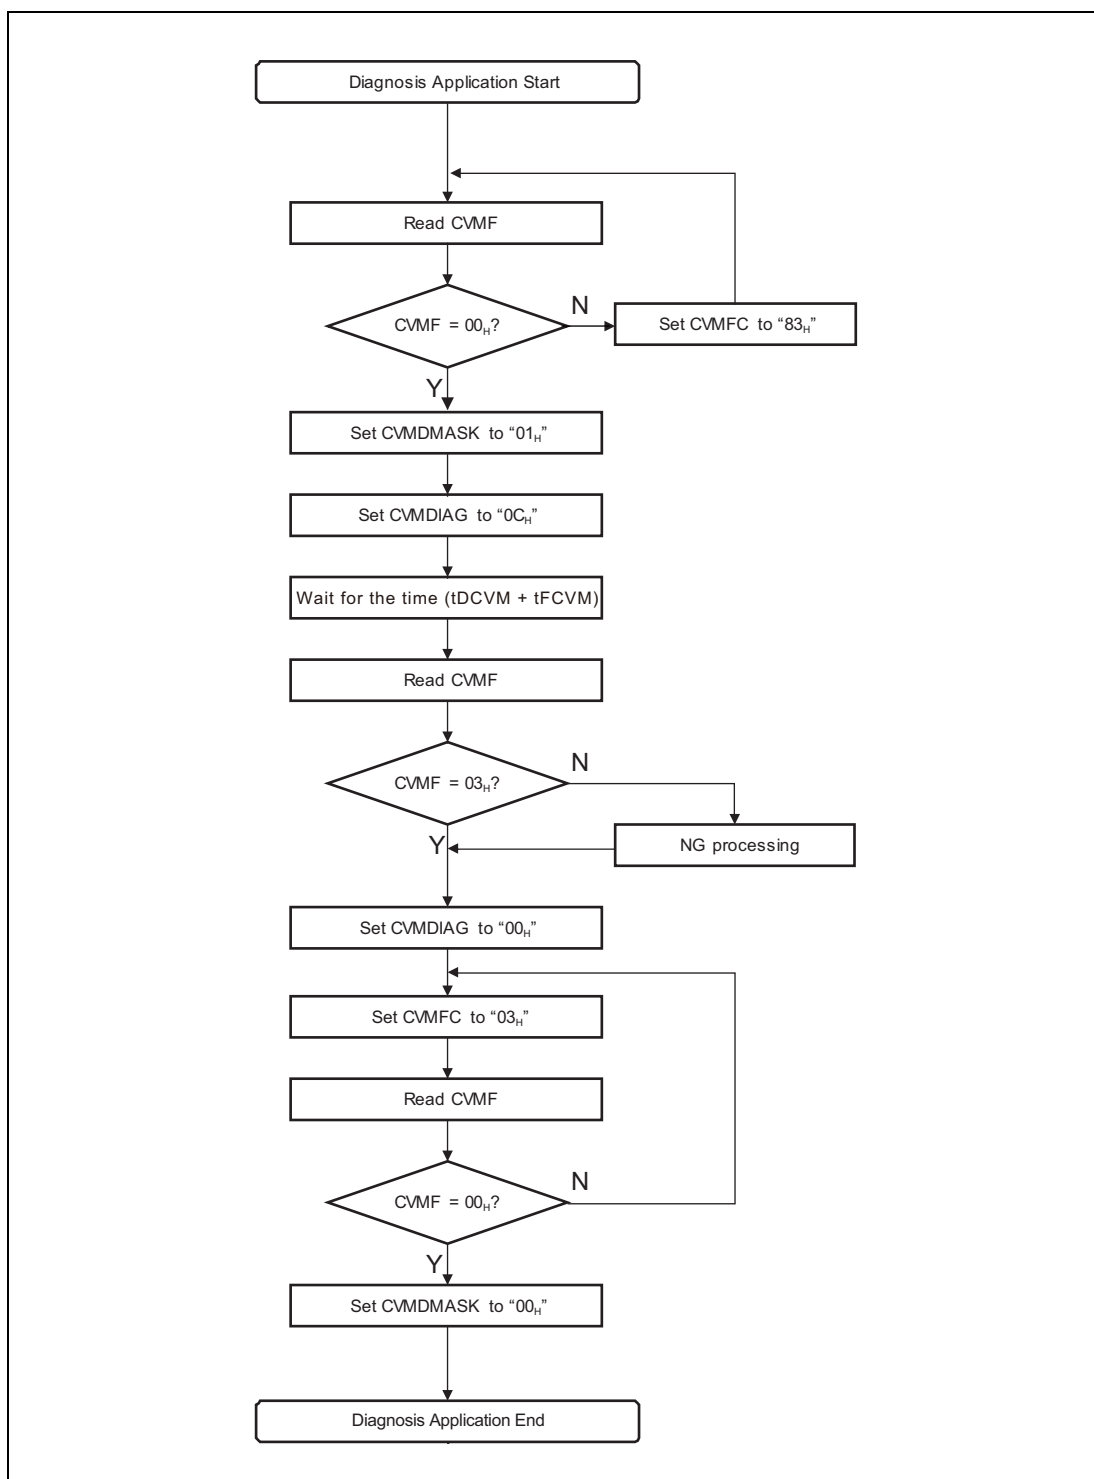 Diagnosis Application Start
Read CVMF
CVMF = 00H?
N
Set CVMFC to “83H”
Y
Set CVMDMASK to “01H”
Set CVMDIAG to “0CH”
Wait for the time (tDCVM + tFCVM)
Read CVMF
CVMF = 03H?
N
Y
NG processing
Set CVMDIAG to “00H”
Set CVMFC to “03H”
Read CVMF
CVMF = 00H?
N
Y
Set CVMDMASK to “00H”
Diagnosis Application End